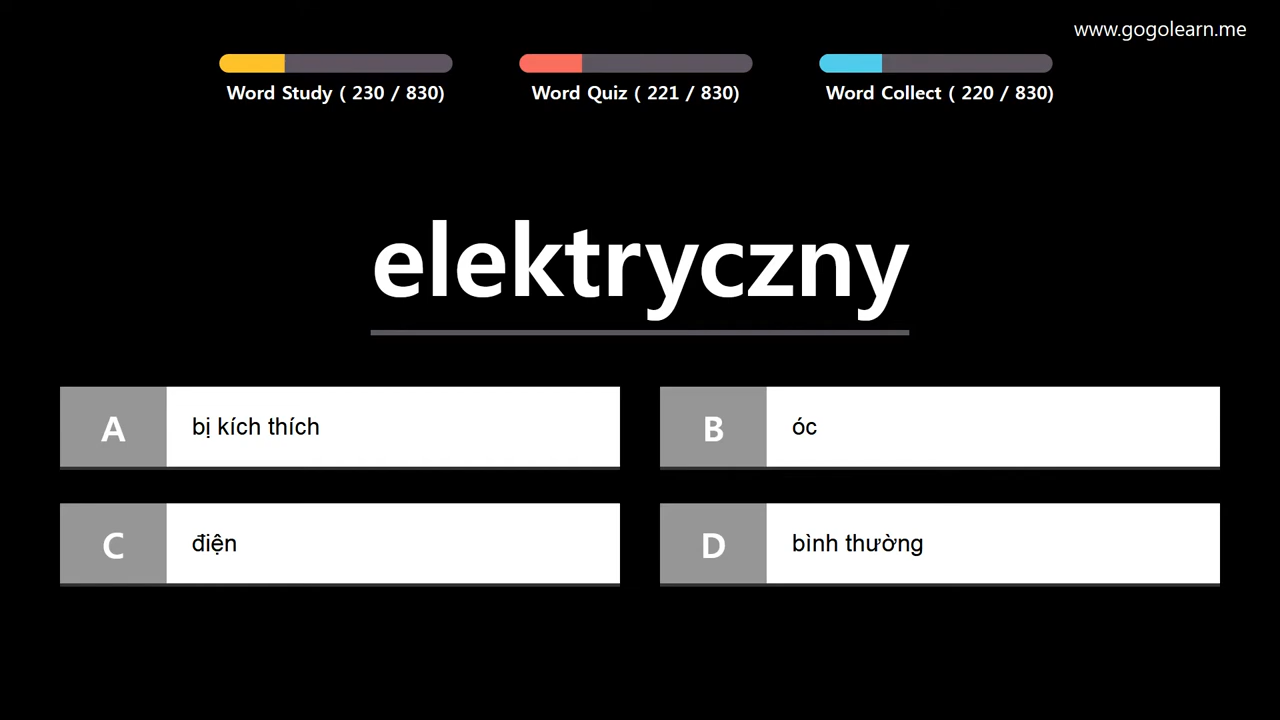 www.gogolearn.me
Word Study ( 230 / 830)
Word Quiz ( 221 / 830)
Word Collect ( 220 / 830)
elektryczny
A
bị kích thích
B
óc
C
điện
D
bình thường